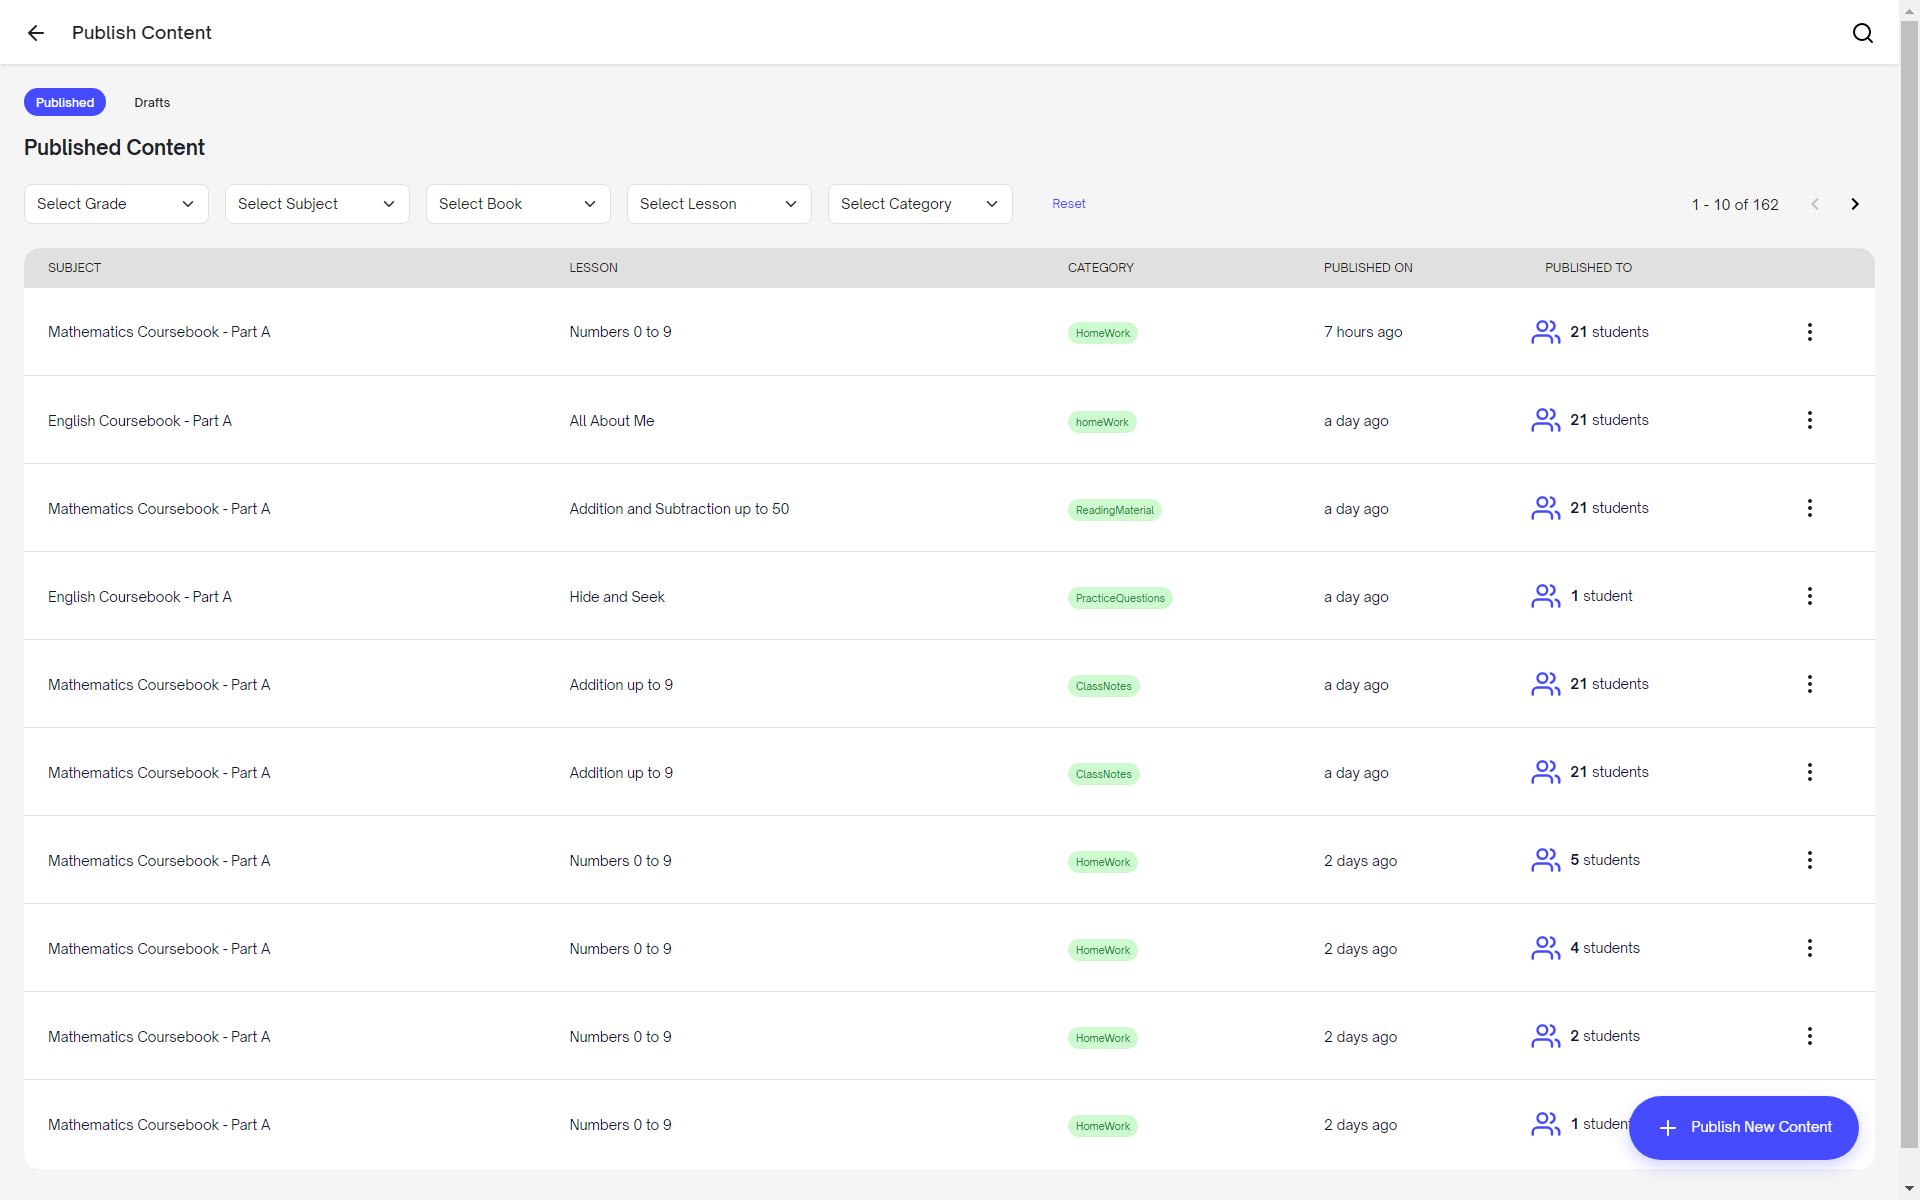 Publish Content
Published Drafts
Published Content
Select Grade Select Subject Select Book Select Lesson Select Category Reset 1 - 10 of 162
SUBJECT LESSON CATEGORY PUBLISHED ON PUBLISHED TO
Mathematics Coursebook - Part A Numbers 0 to 9 HomeWork 7 hours ago 21 students
English Coursebook - Part A All About Me homeWork a day ago 21 students
Mathematics Coursebook - Part A Addition and Subtraction up to 50 ReadingMaterial a day ago 21 students
English Coursebook - Part A Hide and Seek PracticeQuestions a day ago 1 student
Mathematics Coursebook - Part A Addition up to 9 ClassNotes a day ago 21 students
Mathematics Coursebook - Part A Addition up to 9 ClassNotes a day ago 21 students
Mathematics Coursebook - Part A Numbers 0 to 9 HomeWork 2 days ago 5 students
Mathematics Coursebook - Part A Numbers 0 to 9 HomeWork 2 days ago 4 students
Mathematics Coursebook - Part A Numbers 0 to 9 HomeWork 2 days ago 2 students
Mathematics Coursebook - Part A Numbers 0 to 9 HomeWork 2 days ago 1 student
Publish New Content